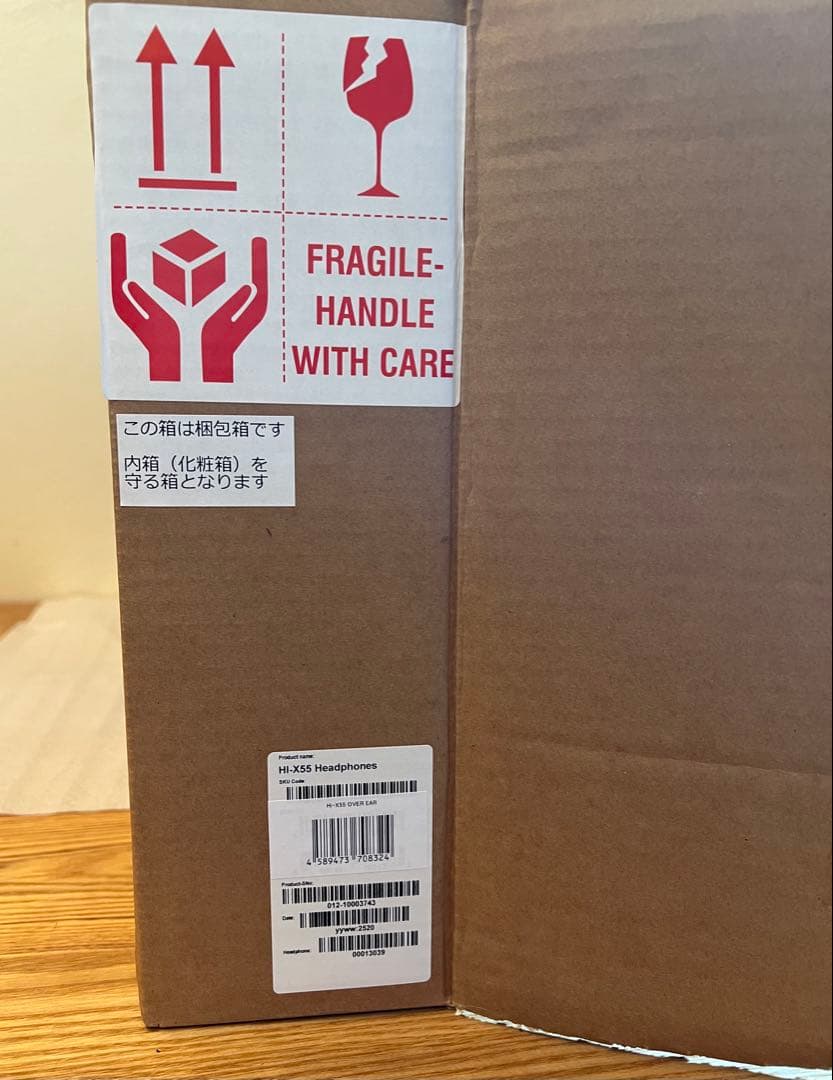 FRAGILE-
HANDLE
WITH CARE
この箱は梱包箱です
内箱（化粧箱）を
守る箱となります
Product name:
HI-X55 Headphones
SKU Code:
Hi-X55 OVER EAR
4 589473 708324
Product-SNo:
012-10003743
Date:
yyww:2520
Headphone:
00013039